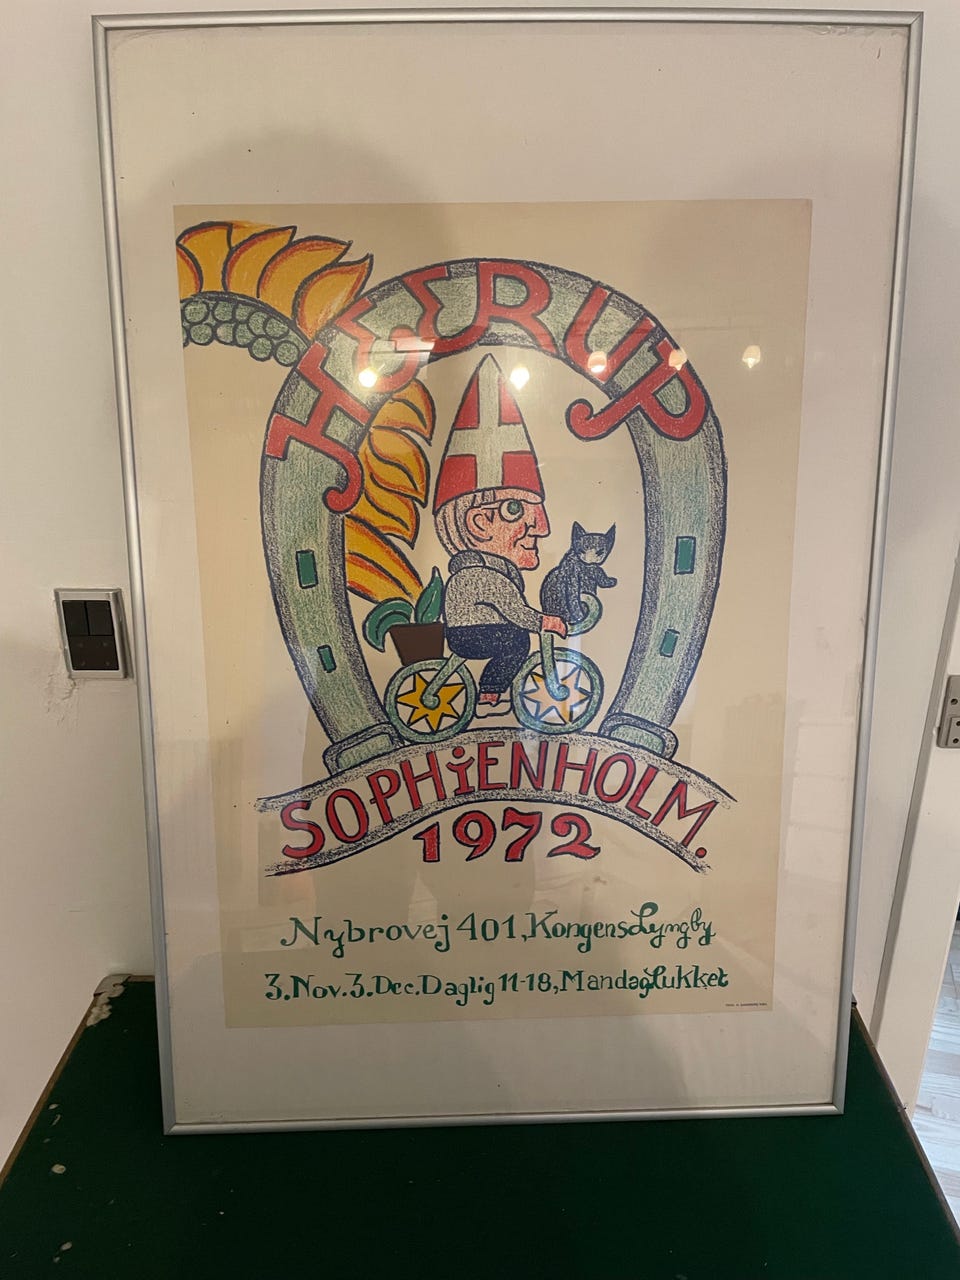 HEERUP
SOPHiENHOLM.
1972
Nybrovej 401, Kongens Lyngby
3. Nov. 3. Dec. Daglig 11-18, Mandag Lukket